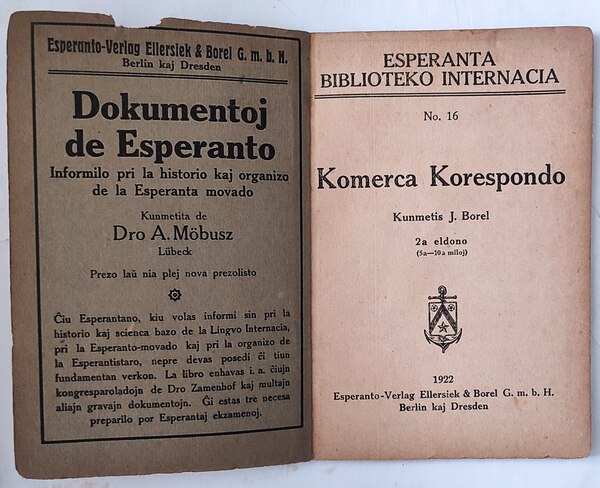 Esperanto-Verlag Ellersiek & Borel G. m. b. H.
Berlin kaj Dresden
Dokumentoj
de Esperanto
Informilo pri la historio kaj organizo
de la Esperanta movado
Kunmetita de
Dro A. Möbusz
Lübeck
Prezo laŭ nia plej nova prezolisto
Ĉiu Esperantano, kiu volas informi sin pri la
historio kaj scienca bazo de la Lingvo Internacia,
pri la Esperanto-movado kaj pri la organizo de
la Esperantistaro, nepre devas posedi ĉi tiun
fundamentan verkon. La libro enhavas i. a. ĉiujn
kongresparoladojn de Dro Zamenhof kaj multajn
aliajn gravajn dokumentojn. Ĝi estas tre necesa
preparilo por Esperantaj ekzamenoj.
ESPERANTA
BIBLIOTEKO INTERNACIA
No. 16
Komerca Korespondo
Kunmetis J. Borel
2a eldono
(5a—10a miloj)
1922
Esperanto-Verlag Ellersiek & Borel G. m. b. H.
Berlin kaj Dresden